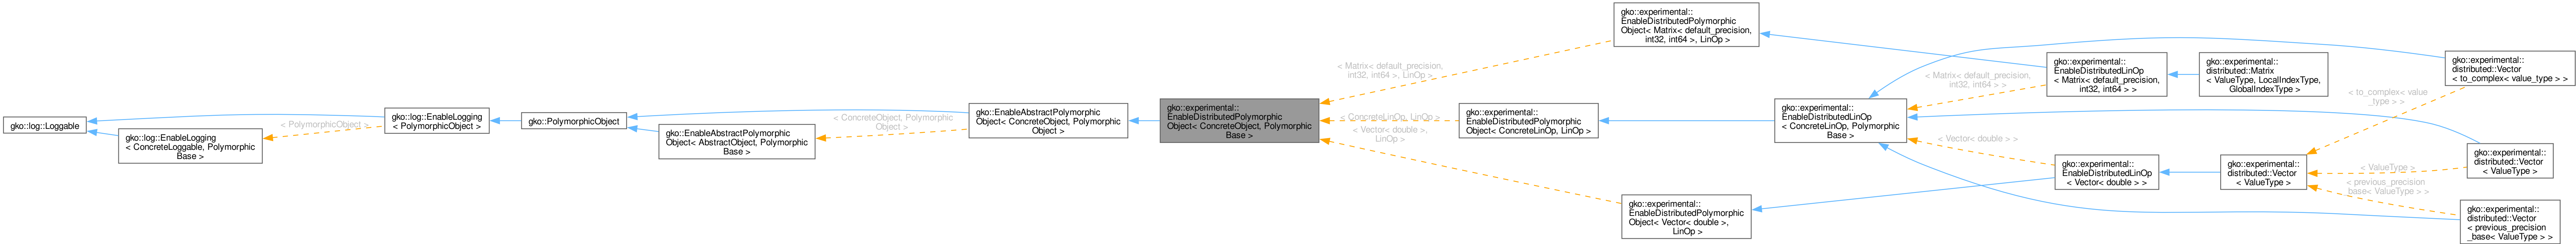 gko::log::Loggable
gko::log::EnableLogging
< ConcreteLoggable, Polymorphic
Base >
< PolymorphicObject >
gko::log::EnableLogging
< PolymorphicObject >
gko::PolymorphicObject
gko::EnableAbstractPolymorphic
Object< AbstractObject, Polymorphic
Base >
< ConcreteObject, Polymorphic
Object >
gko::EnableAbstractPolymorphic
Object< ConcreteObject, Polymorphic
Object >
gko::experimental::
EnableDistributedPolymorphic
Object< ConcreteObject, Polymorphic
Base >
< Matrix< default_precision,
int32, int64 >, LinOp >
< ConcreteLinOp, LinOp >
< Vector< double >,
LinOp >
gko::experimental::
EnableDistributedPolymorphic
Object< Matrix< default_precision,
int32, int64 >, LinOp >
gko::experimental::
EnableDistributedPolymorphic
Object< ConcreteLinOp, LinOp >
gko::experimental::
EnableDistributedPolymorphic
Object< Vector< double >,
LinOp >
gko::experimental::
EnableDistributedLinOp
< ConcreteLinOp, Polymorphic
Base >
< Matrix< default_precision,
int32, int64 > >
< Vector< double > >
gko::experimental::
EnableDistributedLinOp
< Matrix< default_precision,
int32, int64 > >
gko::experimental::
EnableDistributedLinOp
< Vector< double > >
gko::experimental::
distributed::Matrix
< ValueType, LocalIndexType,
GlobalIndexType >
gko::experimental::
distributed::Vector
< ValueType >
< to_complex< value
_type > >
< ValueType >
< previous_precision
_base< ValueType > >
gko::experimental::
distributed::Vector
< to_complex< value_type > >
gko::experimental::
distributed::Vector
< ValueType >
gko::experimental::
distributed::Vector
< previous_precision
_base< ValueType > >